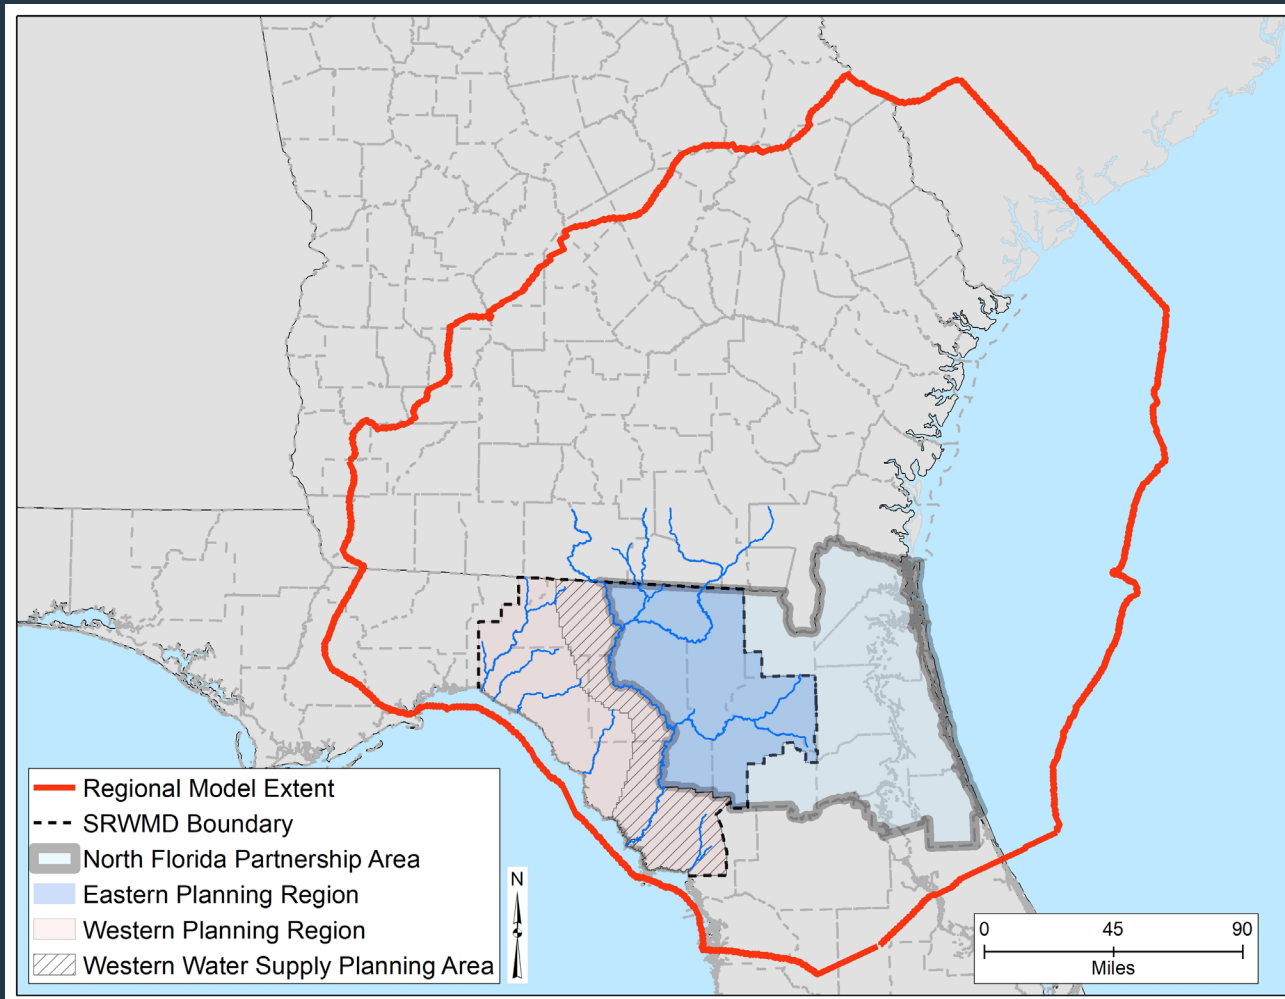 Regional Model Extent
SRWMD Boundary
North Florida Partnership Area
Eastern Planning Region
Western Planning Region
Western Water Supply Planning Area
N
0 45 90
Miles